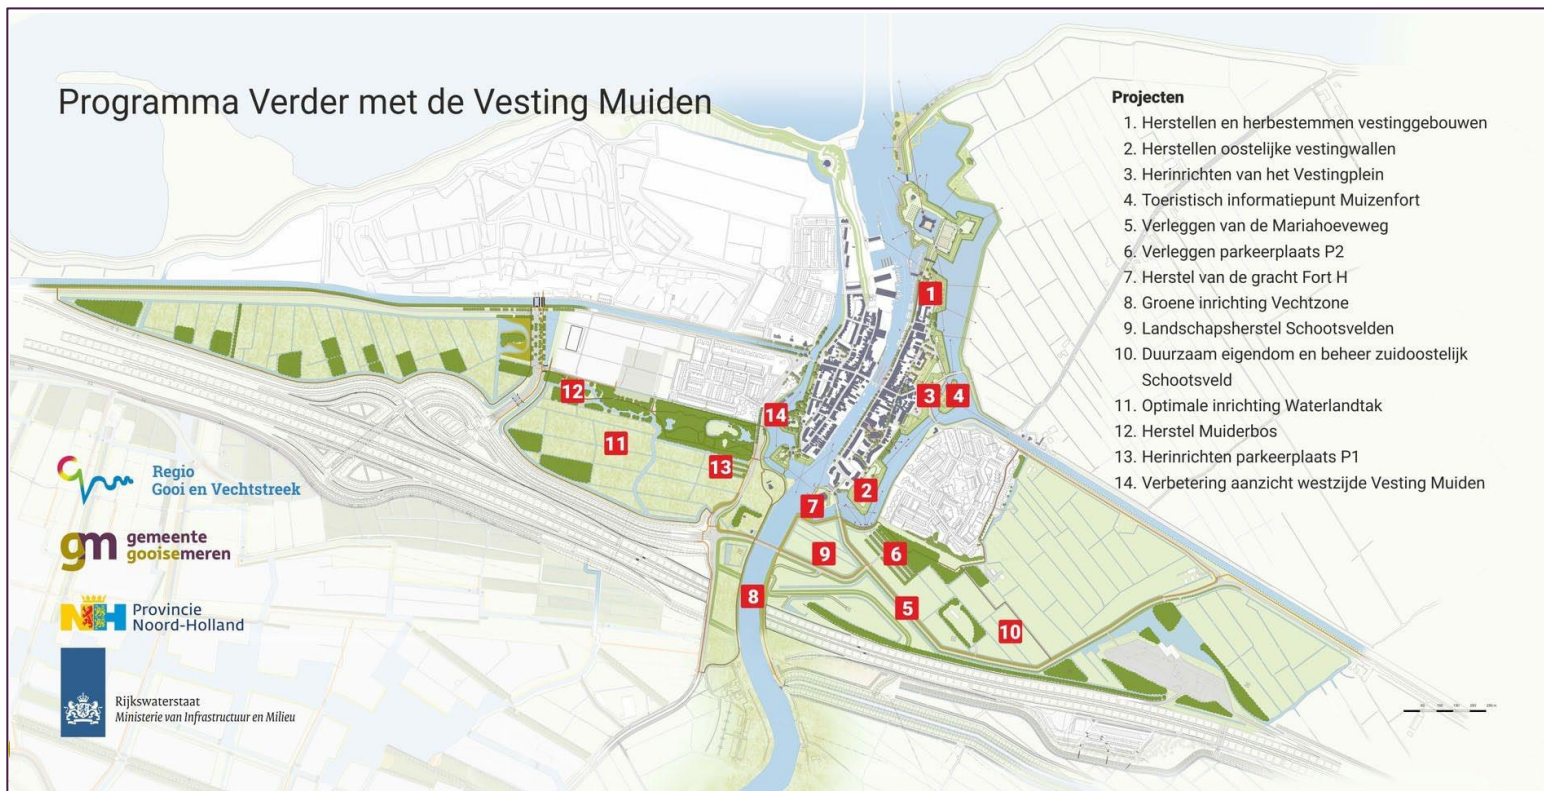 Programma Verder met de Vesting Muiden
Projecten
1. Herstellen en herbestemmen vestinggebouwen
2. Herstellen oostelijke vestingwallen
3. Herinrichten van het Vestingplein
4. Toeristisch informatiepunt Muizenfort
5. Verleggen van de Mariahoeveweg
6. Verleggen parkeerplaats P2
7. Herstel van de gracht Fort H
8. Groene inrichting Vechtzone
9. Landschapsherstel Schootsvelden
10. Duurzaam eigendom en beheer zuidoostelijk
Schootsveld
11. Optimale inrichting Waterlandtak
12. Herstel Muiderbos
13. Herinrichten parkeerplaats P1
14. Verbetering aanzicht westzijde Vesting Muiden
1
12
3
4
14
11
13
2
7
9
6
8
5
10
Regio
Gooi en Vechtstreek
gm gemeente
gooisemeren
NH Provincie
Noord-Holland
Rijkswaterstaat
Ministerie van Infrastructuur en Milieu